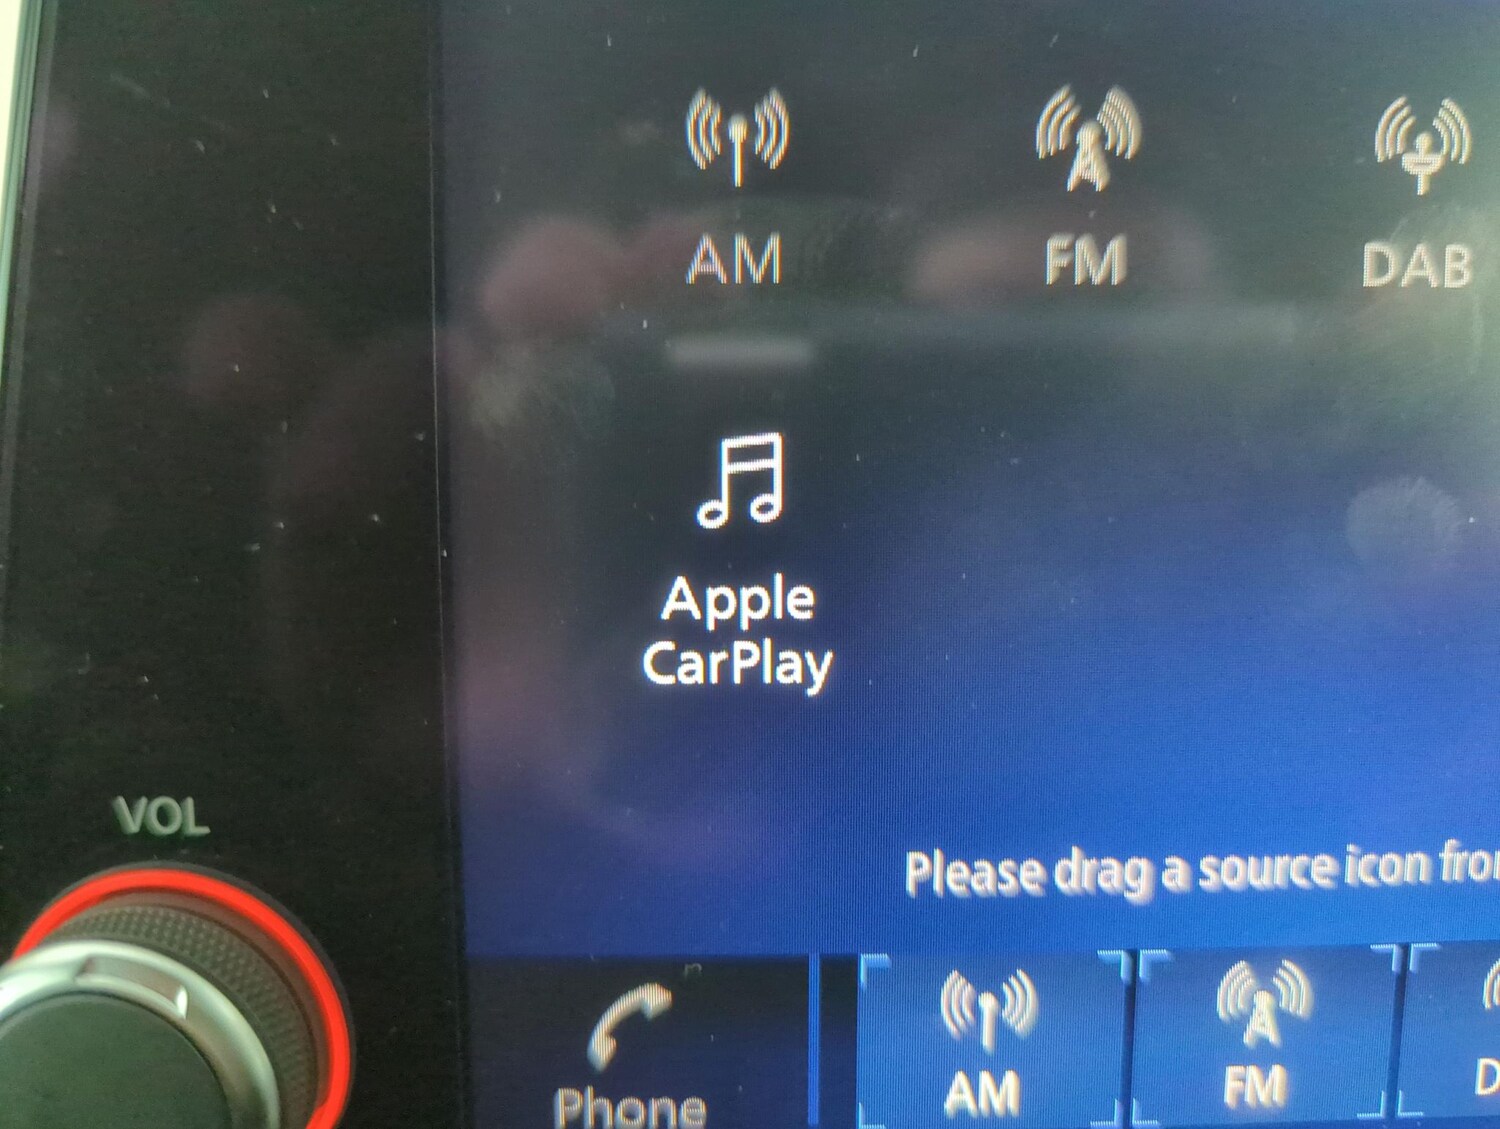 AM FM DAB
Apple
CarPlay
VOL
Please drag a source icon
Phone AM FM